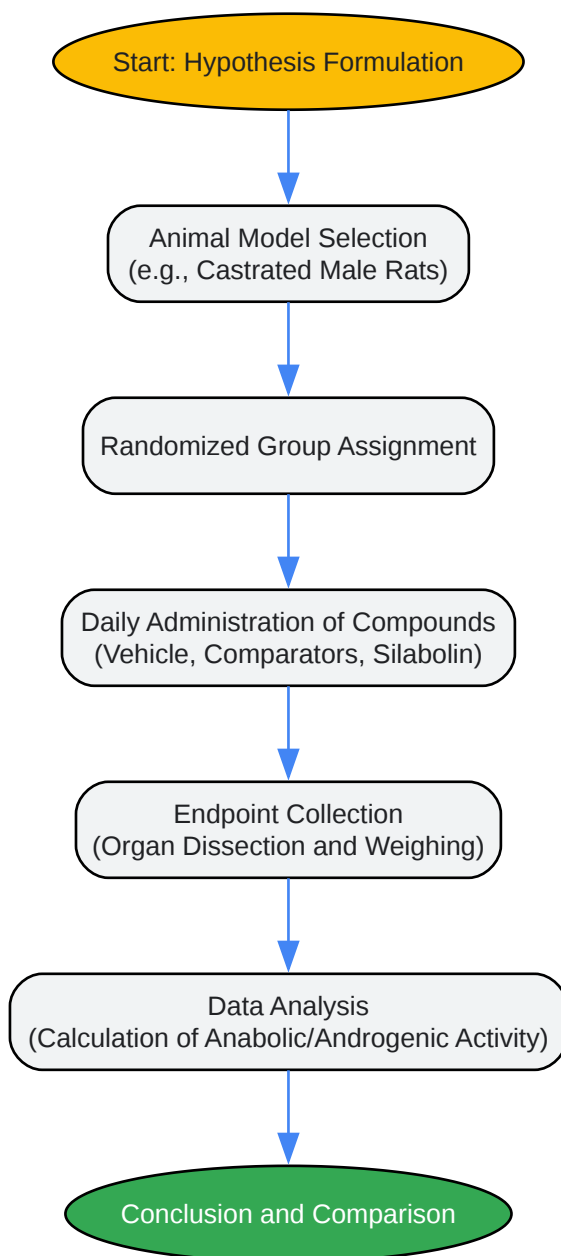 Start: Hypothesis Formulation
Animal Model Selection
(e.g., Castrated Male Rats)
Randomized Group Assignment
Daily Administration of Compounds
(Vehicle, Comparators, Silabolin)
Endpoint Collection
(Organ Dissection and Weighing)
Data Analysis
(Calculation of Anabolic/Androgenic Activity)
Conclusion and Comparison